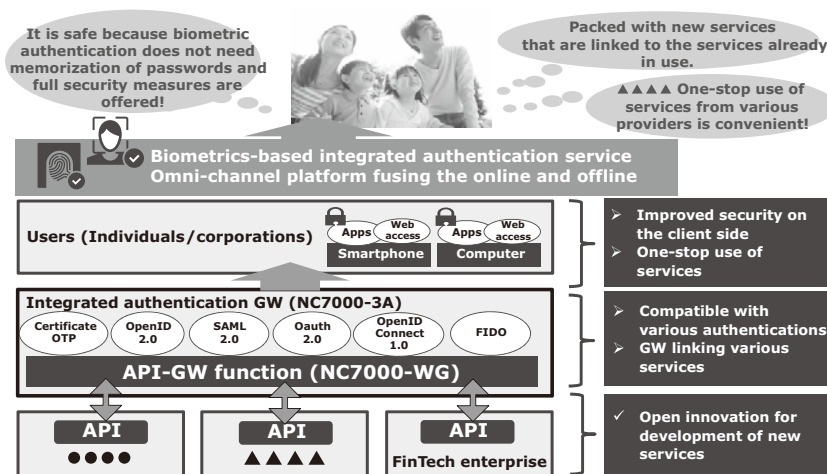 It is safe because biometric
authentication does not need
memorization of passwords and
full security measures are
offered!
Packed with new services
that are linked to the services already
in use.
▲▲▲▲ One-stop use of
services from various
providers is convenient!
Biometrics-based integrated authentication service
Omni-channel platform fusing the online and offline
Users (Individuals/corporations)
Apps
Web
access
Smartphone
Apps
Web
access
Computer
➢ Improved security on
the client side
➢ One-stop use of
services
Integrated authentication GW (NC7000-3A)
Certificate
OTP
OpenID
2.0
SAML
2.0
Oauth
2.0
OpenID
Connect
1.0
FIDO
API-GW function (NC7000-WG)
➢ Compatible with
various authentications
➢ GW linking various
services
API
●●●●
API
▲▲▲▲
API
FinTech enterprise
✓ Open innovation for
development of new
services